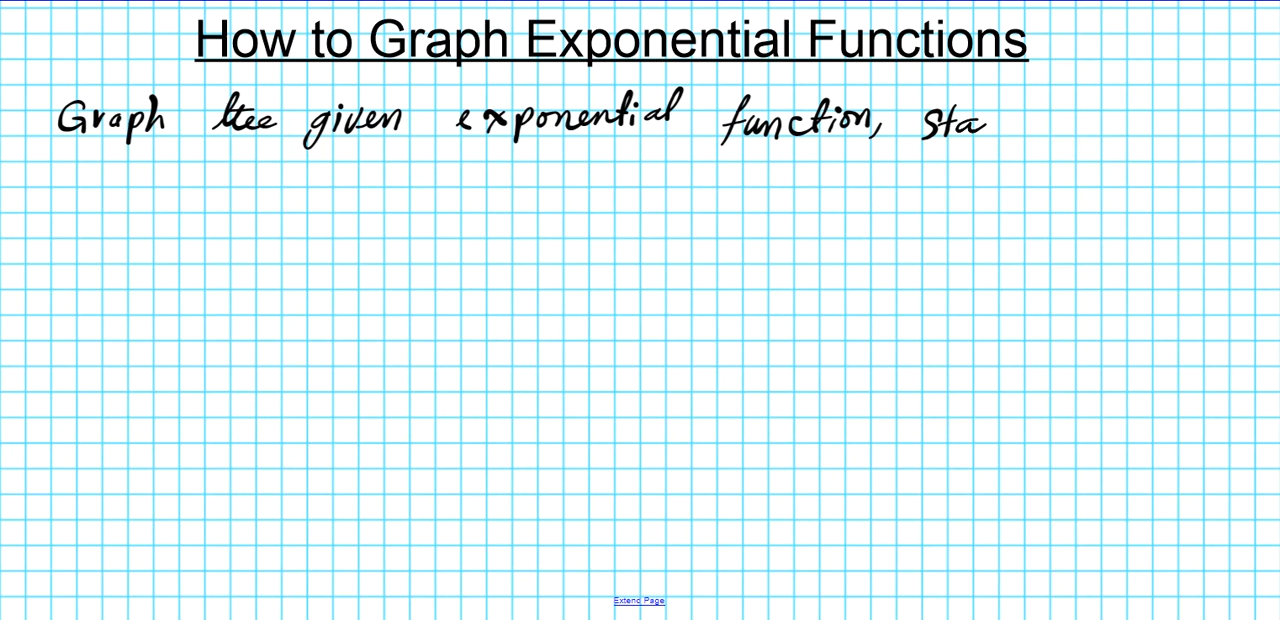 How to Graph Exponential Functions
Graph the given exponential function, sta
Extend Page